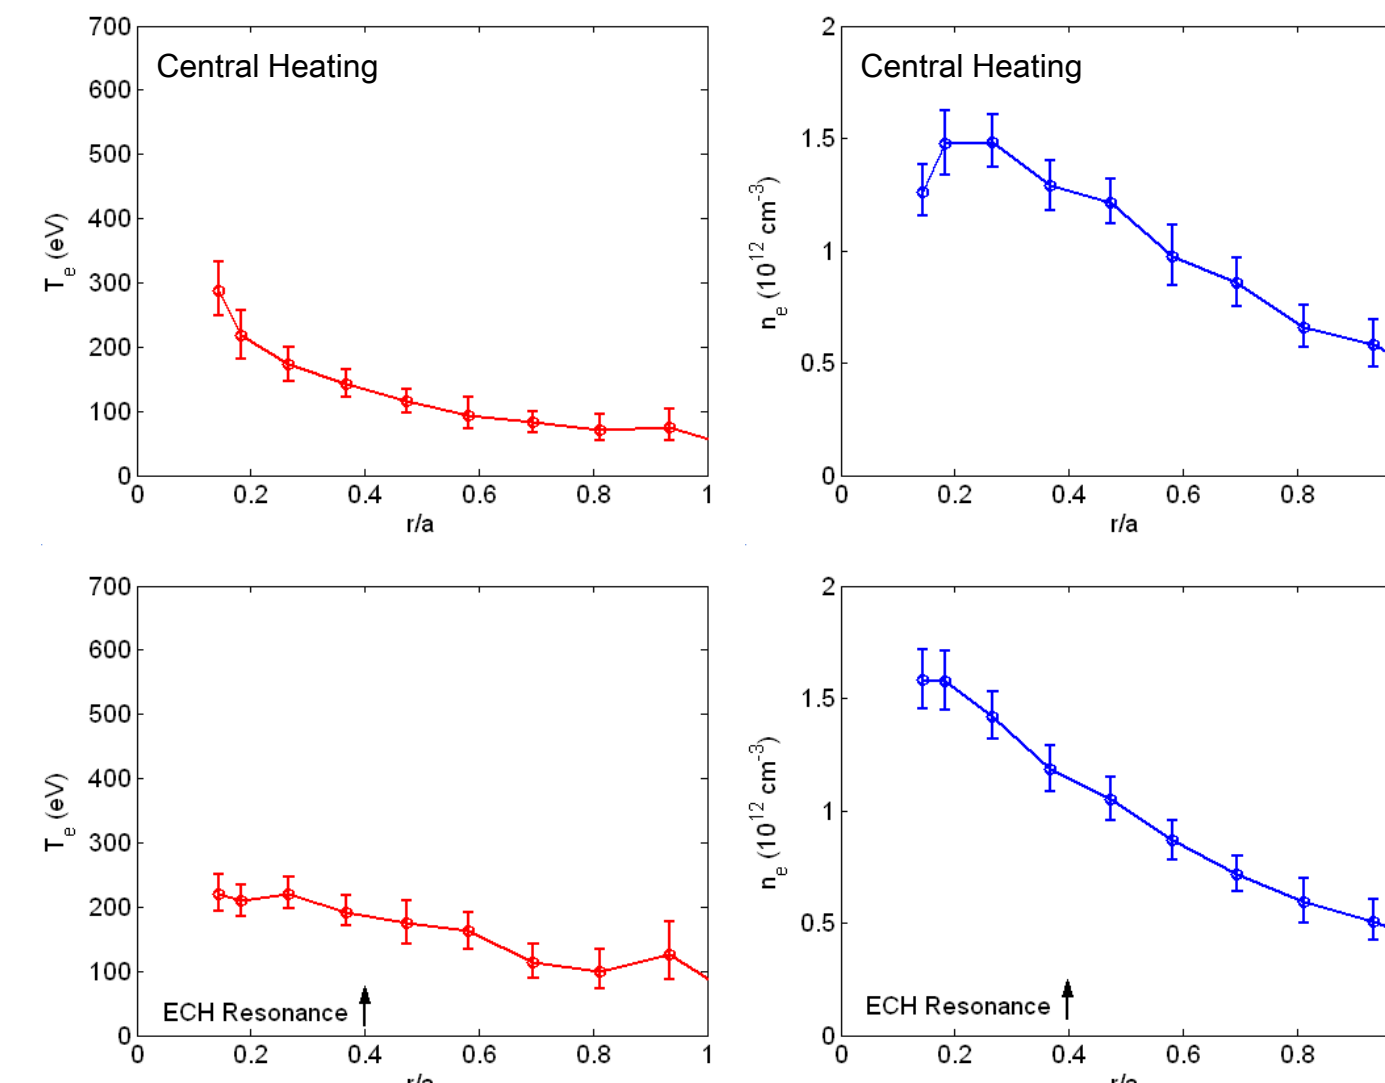 700
600
500
400
300
200
100
0
T_e (eV)
Central Heating
0 0.2 0.4 0.6 0.8 1
r/a
2
1.5
1
0.5
0
n_e (10^12 cm^-3)
Central Heating
0 0.2 0.4 0.6 0.8
r/a
700
600
500
400
300
200
100
0
T_e (eV)
ECH Resonance
0 0.2 0.4 0.6 0.8 1
r/a
2
1.5
1
0.5
0
n_e (10^12 cm^-3)
ECH Resonance
0 0.2 0.4 0.6 0.8
r/a